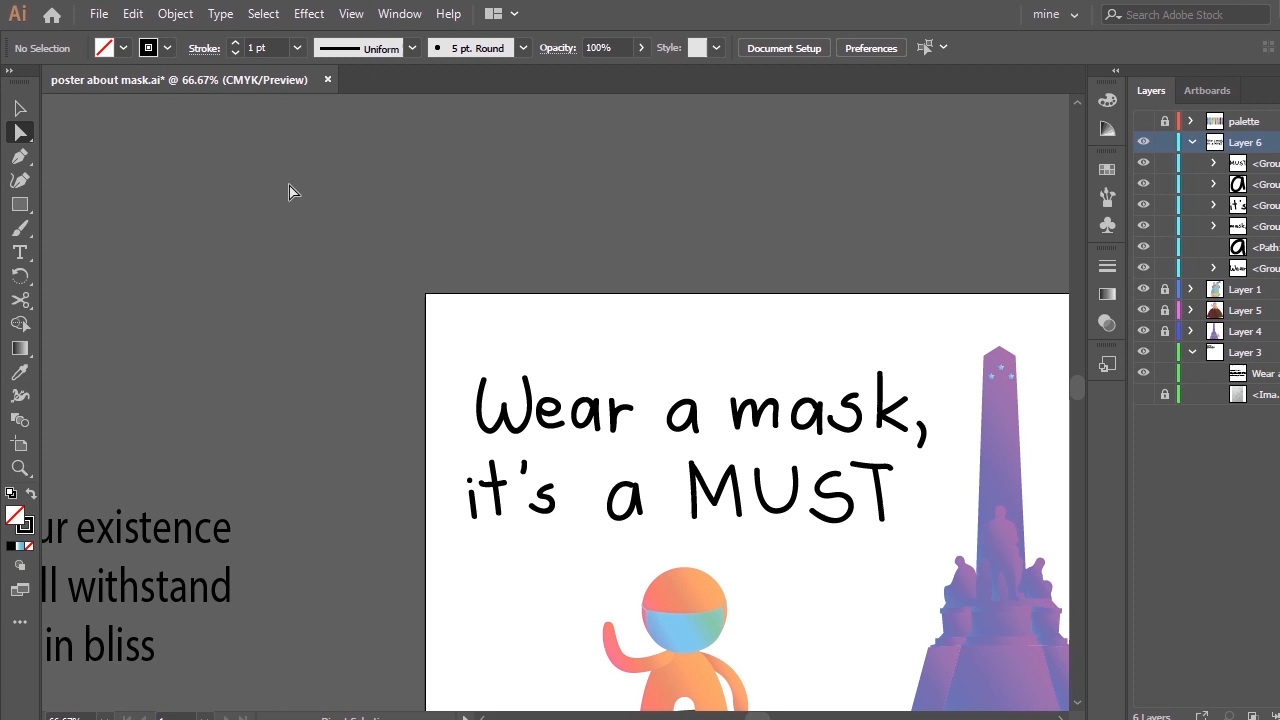 Ai File Edit Object Type Select Effect View Window Help mine Search Adobe Stock
No Selection Stroke: 1 pt Uniform 5 pt. Round Opacity: 100% Style: Document Setup Preferences
poster about mask.ai* @ 66.67% (CMYK/Preview)
Layers Artboards
palette
Layer 6
<Grou
<Grou
<Grou
<Grou
<Path
<Grou
Layer 1
Layer 5
Layer 4
Layer 3
Wear a
<Ima.
Wear a mask,
it's a MUST
ur existence
ll withstand
in bliss
6 Layers